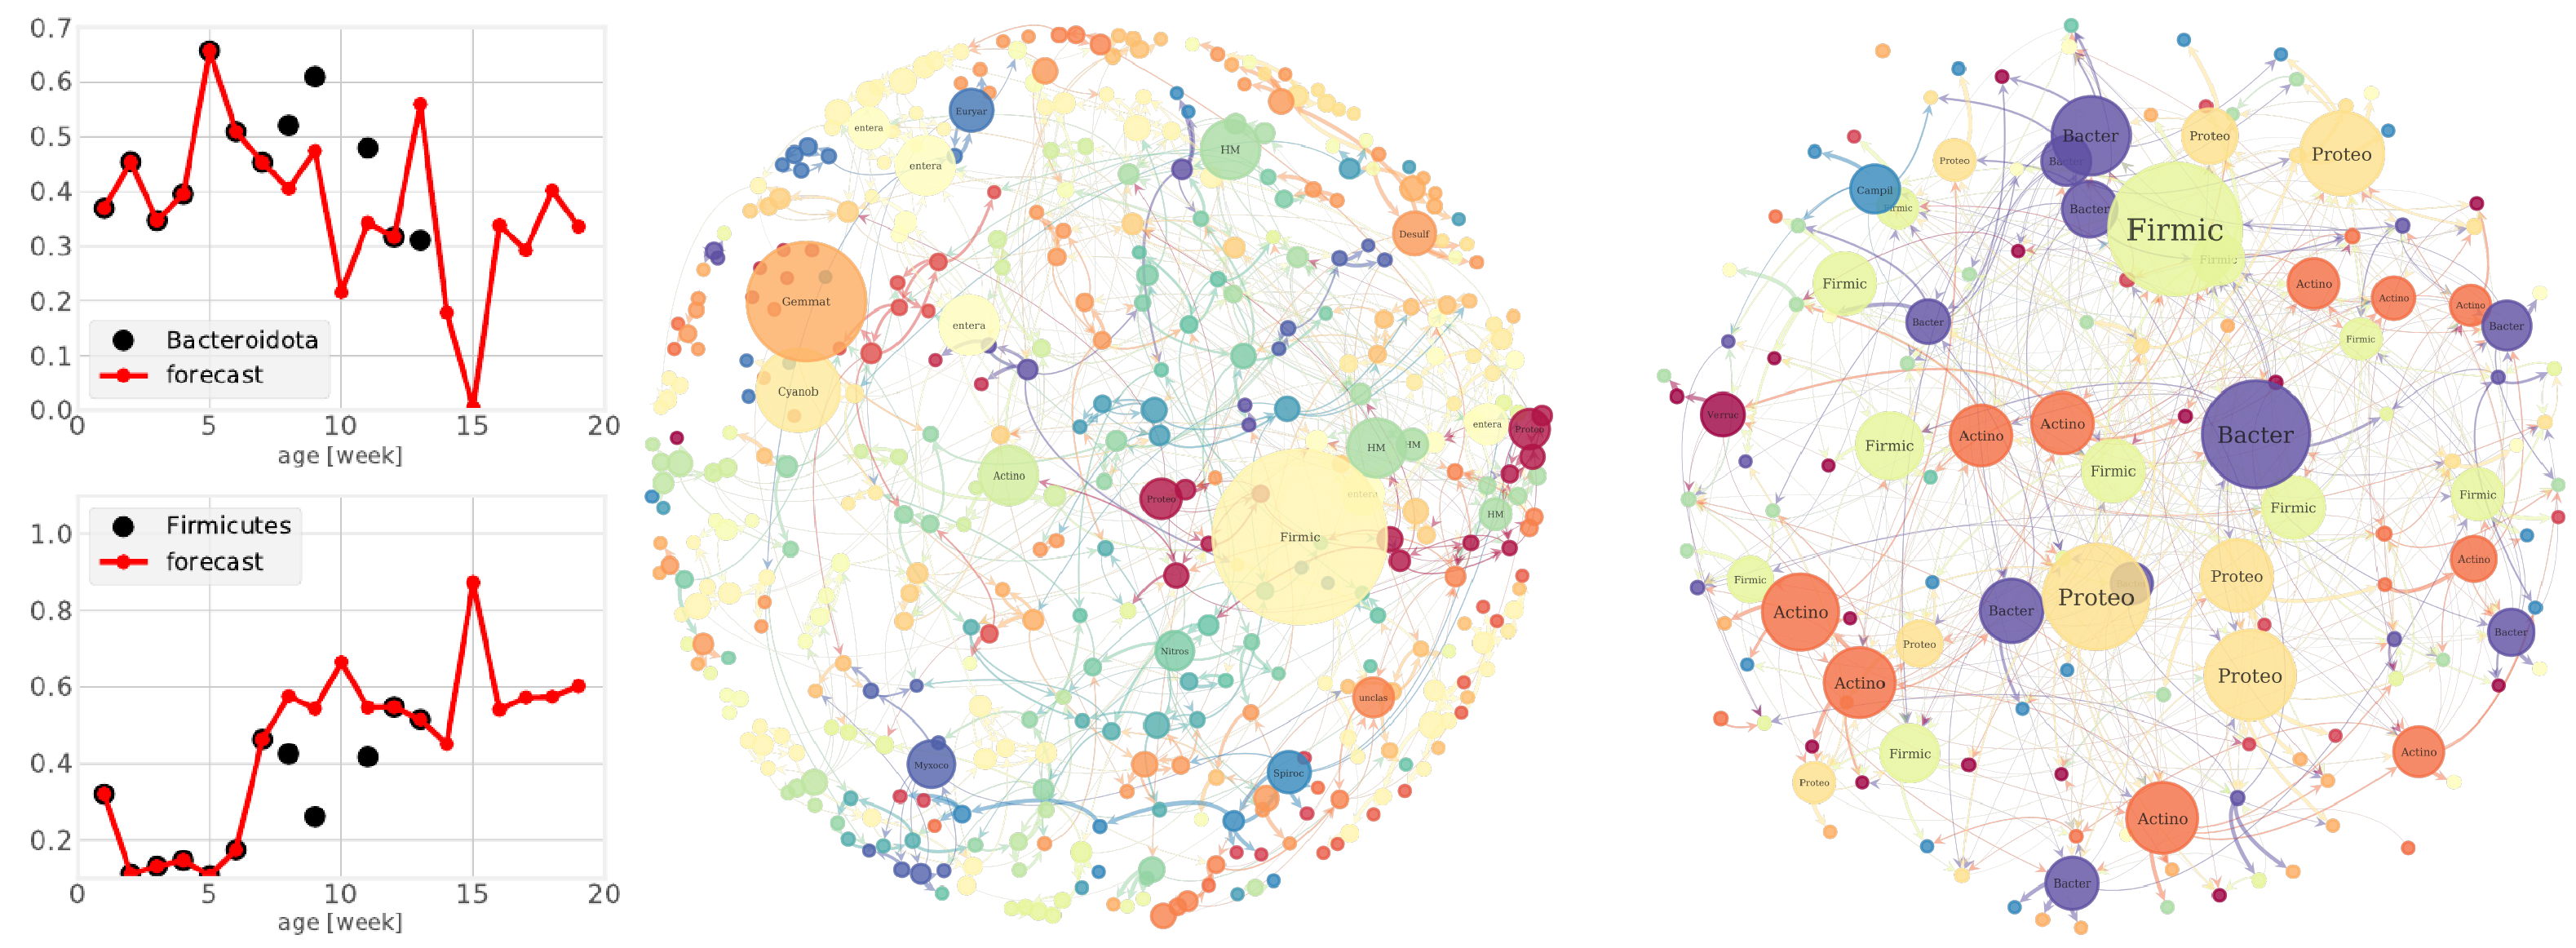 0.7
0.6
0.5
0.4
0.3
0.2
0.1
0.0
Bacteroidota
forecast
0 5 10 15 20
age [week]
1.0
0.8
0.6
0.4
0.2
Firmicutes
forecast
0 5 10 15 20
age [week]
Euryar
entera
entera
HM
Desulf
Gemmat
entera
Cyanob
entera
Proteo
HM
HM
Actino
entera
Proteo
HM
Firmic
Nitros
unclas
Myxoco
Spiroc
Bacter
Proteo
Proteo
Proteo
Bacter
Campil
Firmic
Bacter
Firmic
Firmic
Firmic
Actino
Actino
Actino
Bacter
Bacter
Firmic
Verruc
Actino
Actino
Bacter
Firmic
Firmic
Firmic
Firmic
Actino
Firmic
Proteo
Proteo
Actino
Bacter
Bacter
Proteo
Proteo
Actino
Actino
Firmic
Proteo
Actino
Bacter